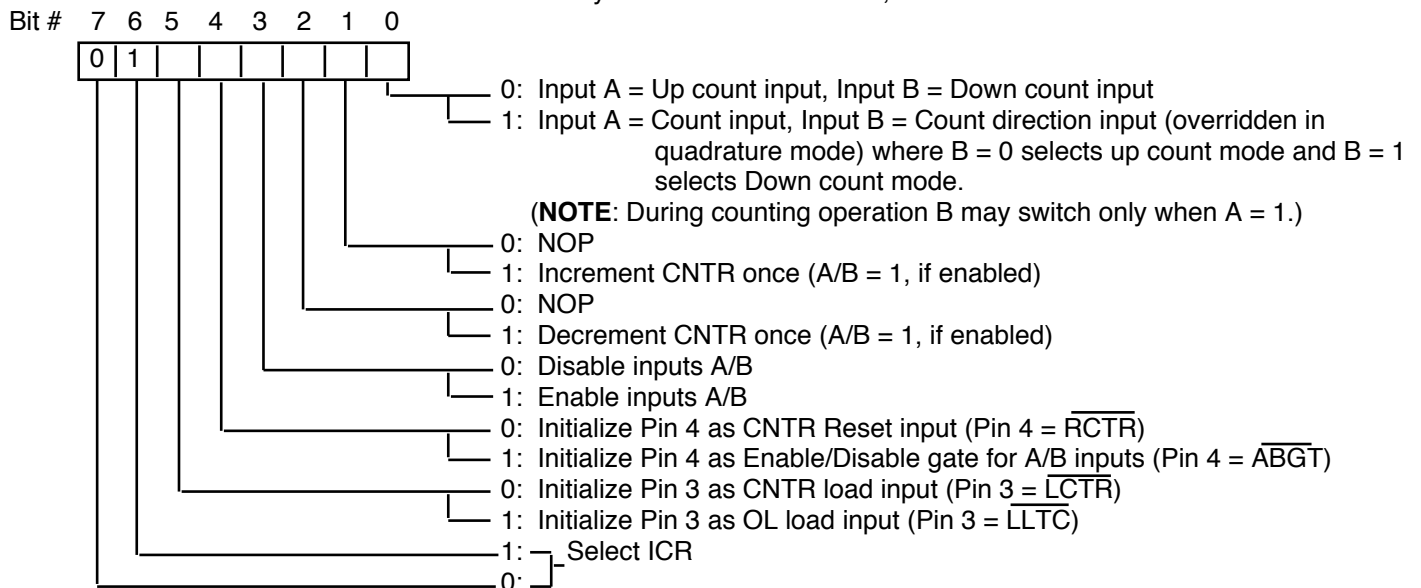 Bit # 7 6 5 4 3 2 1 0
0 1
0: Input A = Up count input, Input B = Down count input
1: Input A = Count input, Input B = Count direction input (overridden in
quadrature mode) where B = 0 selects up count mode and B = 1
selects Down count mode.
(NOTE: During counting operation B may switch only when A = 1.)
0: NOP
1: Increment CNTR once (A/B = 1, if enabled)
0: NOP
1: Decrement CNTR once (A/B = 1, if enabled)
0: Disable inputs A/B
1: Enable inputs A/B
0: Initialize Pin 4 as CNTR Reset input (Pin 4 = R̅C̅T̅R̅)
1: Initialize Pin 4 as Enable/Disable gate for A/B inputs (Pin 4 = A̅B̅G̅T̅)
0: Initialize Pin 3 as CNTR load input (Pin 3 = L̅C̅T̅R̅)
1: Initialize Pin 3 as OL load input (Pin 3 = L̅L̅T̅C̅)
1: Select ICR
0: